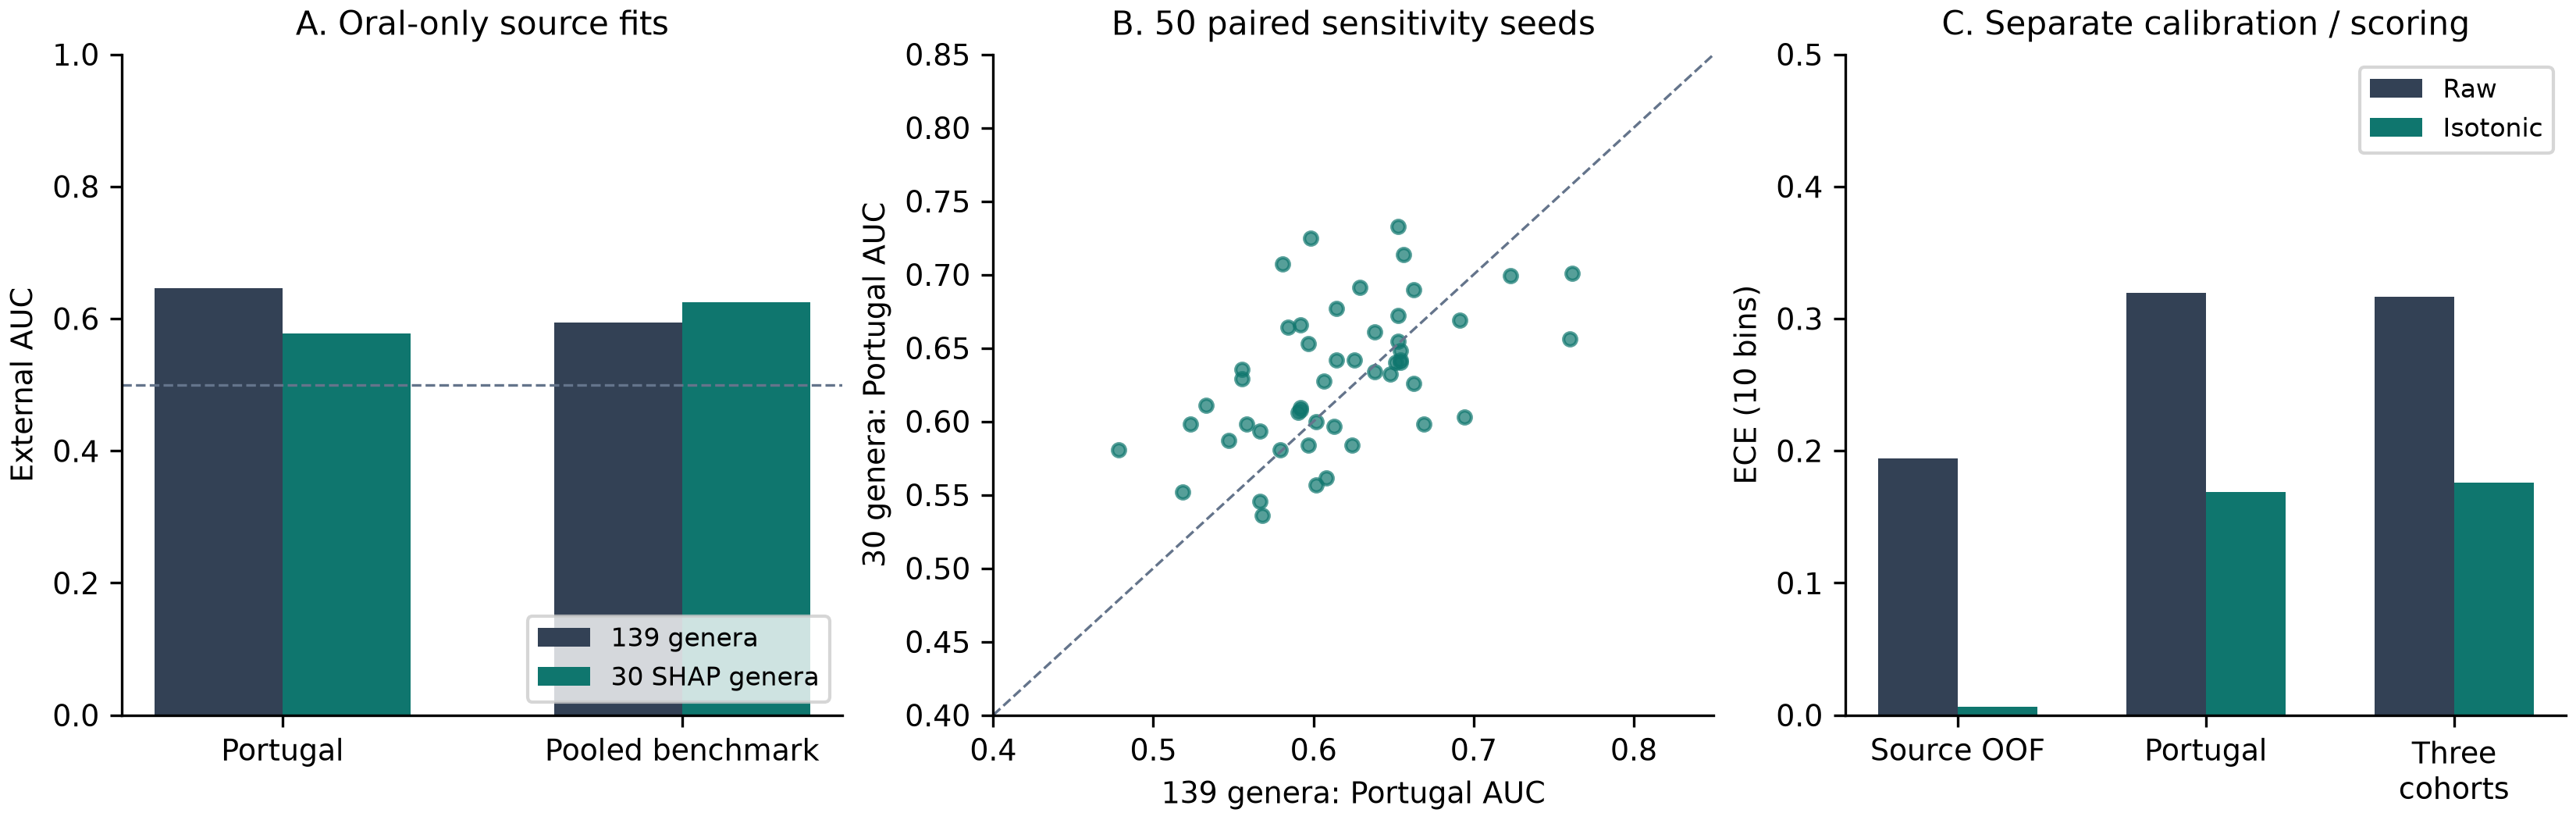 A. Oral-only source fits
External AUC
1.0
0.8
0.6
0.4
0.2
0.0
139 genera
30 SHAP genera
Portugal
Pooled benchmark
B. 50 paired sensitivity seeds
30 genera: Portugal AUC
0.85
0.80
0.75
0.70
0.65
0.60
0.55
0.50
0.45
0.40
0.4
0.5
0.6
0.7
0.8
139 genera: Portugal AUC
C. Separate calibration / scoring
ECE (10 bins)
0.5
0.4
0.3
0.2
0.1
0.0
Raw
Isotonic
Source OOF
Portugal
Three
cohorts